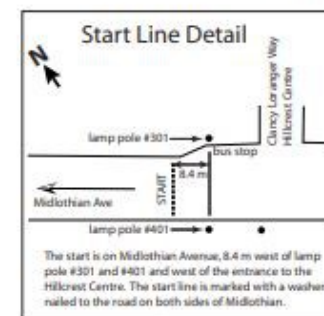 Start Line Detail
N
Clancy Loranger Way
Hillcrest Centre
lamp pole #301
bus stop
8.4 m
START
Midlothian Ave
lamp pole #401
The start is on Midlothian Avenue, 8.4 m west of lamp
pole #301 and #401 and west of the entrance to the
Hillcrest Centre. The start line is marked with a washer
nailed to the road on both sides of Midlothian.